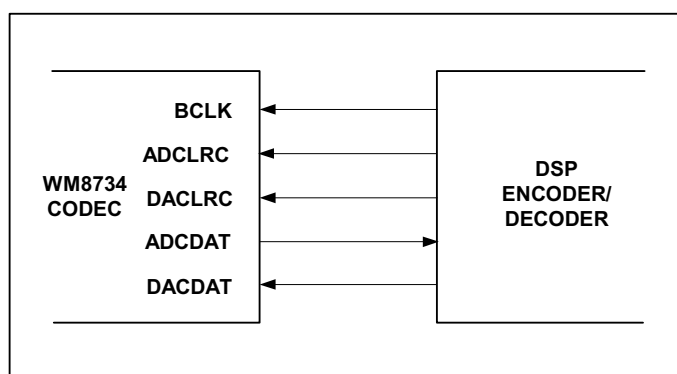 BCLK
ADCLRC
WM8734
CODEC
DACLRC
ADCDAT
DACDAT
DSP
ENCODER/
DECODER